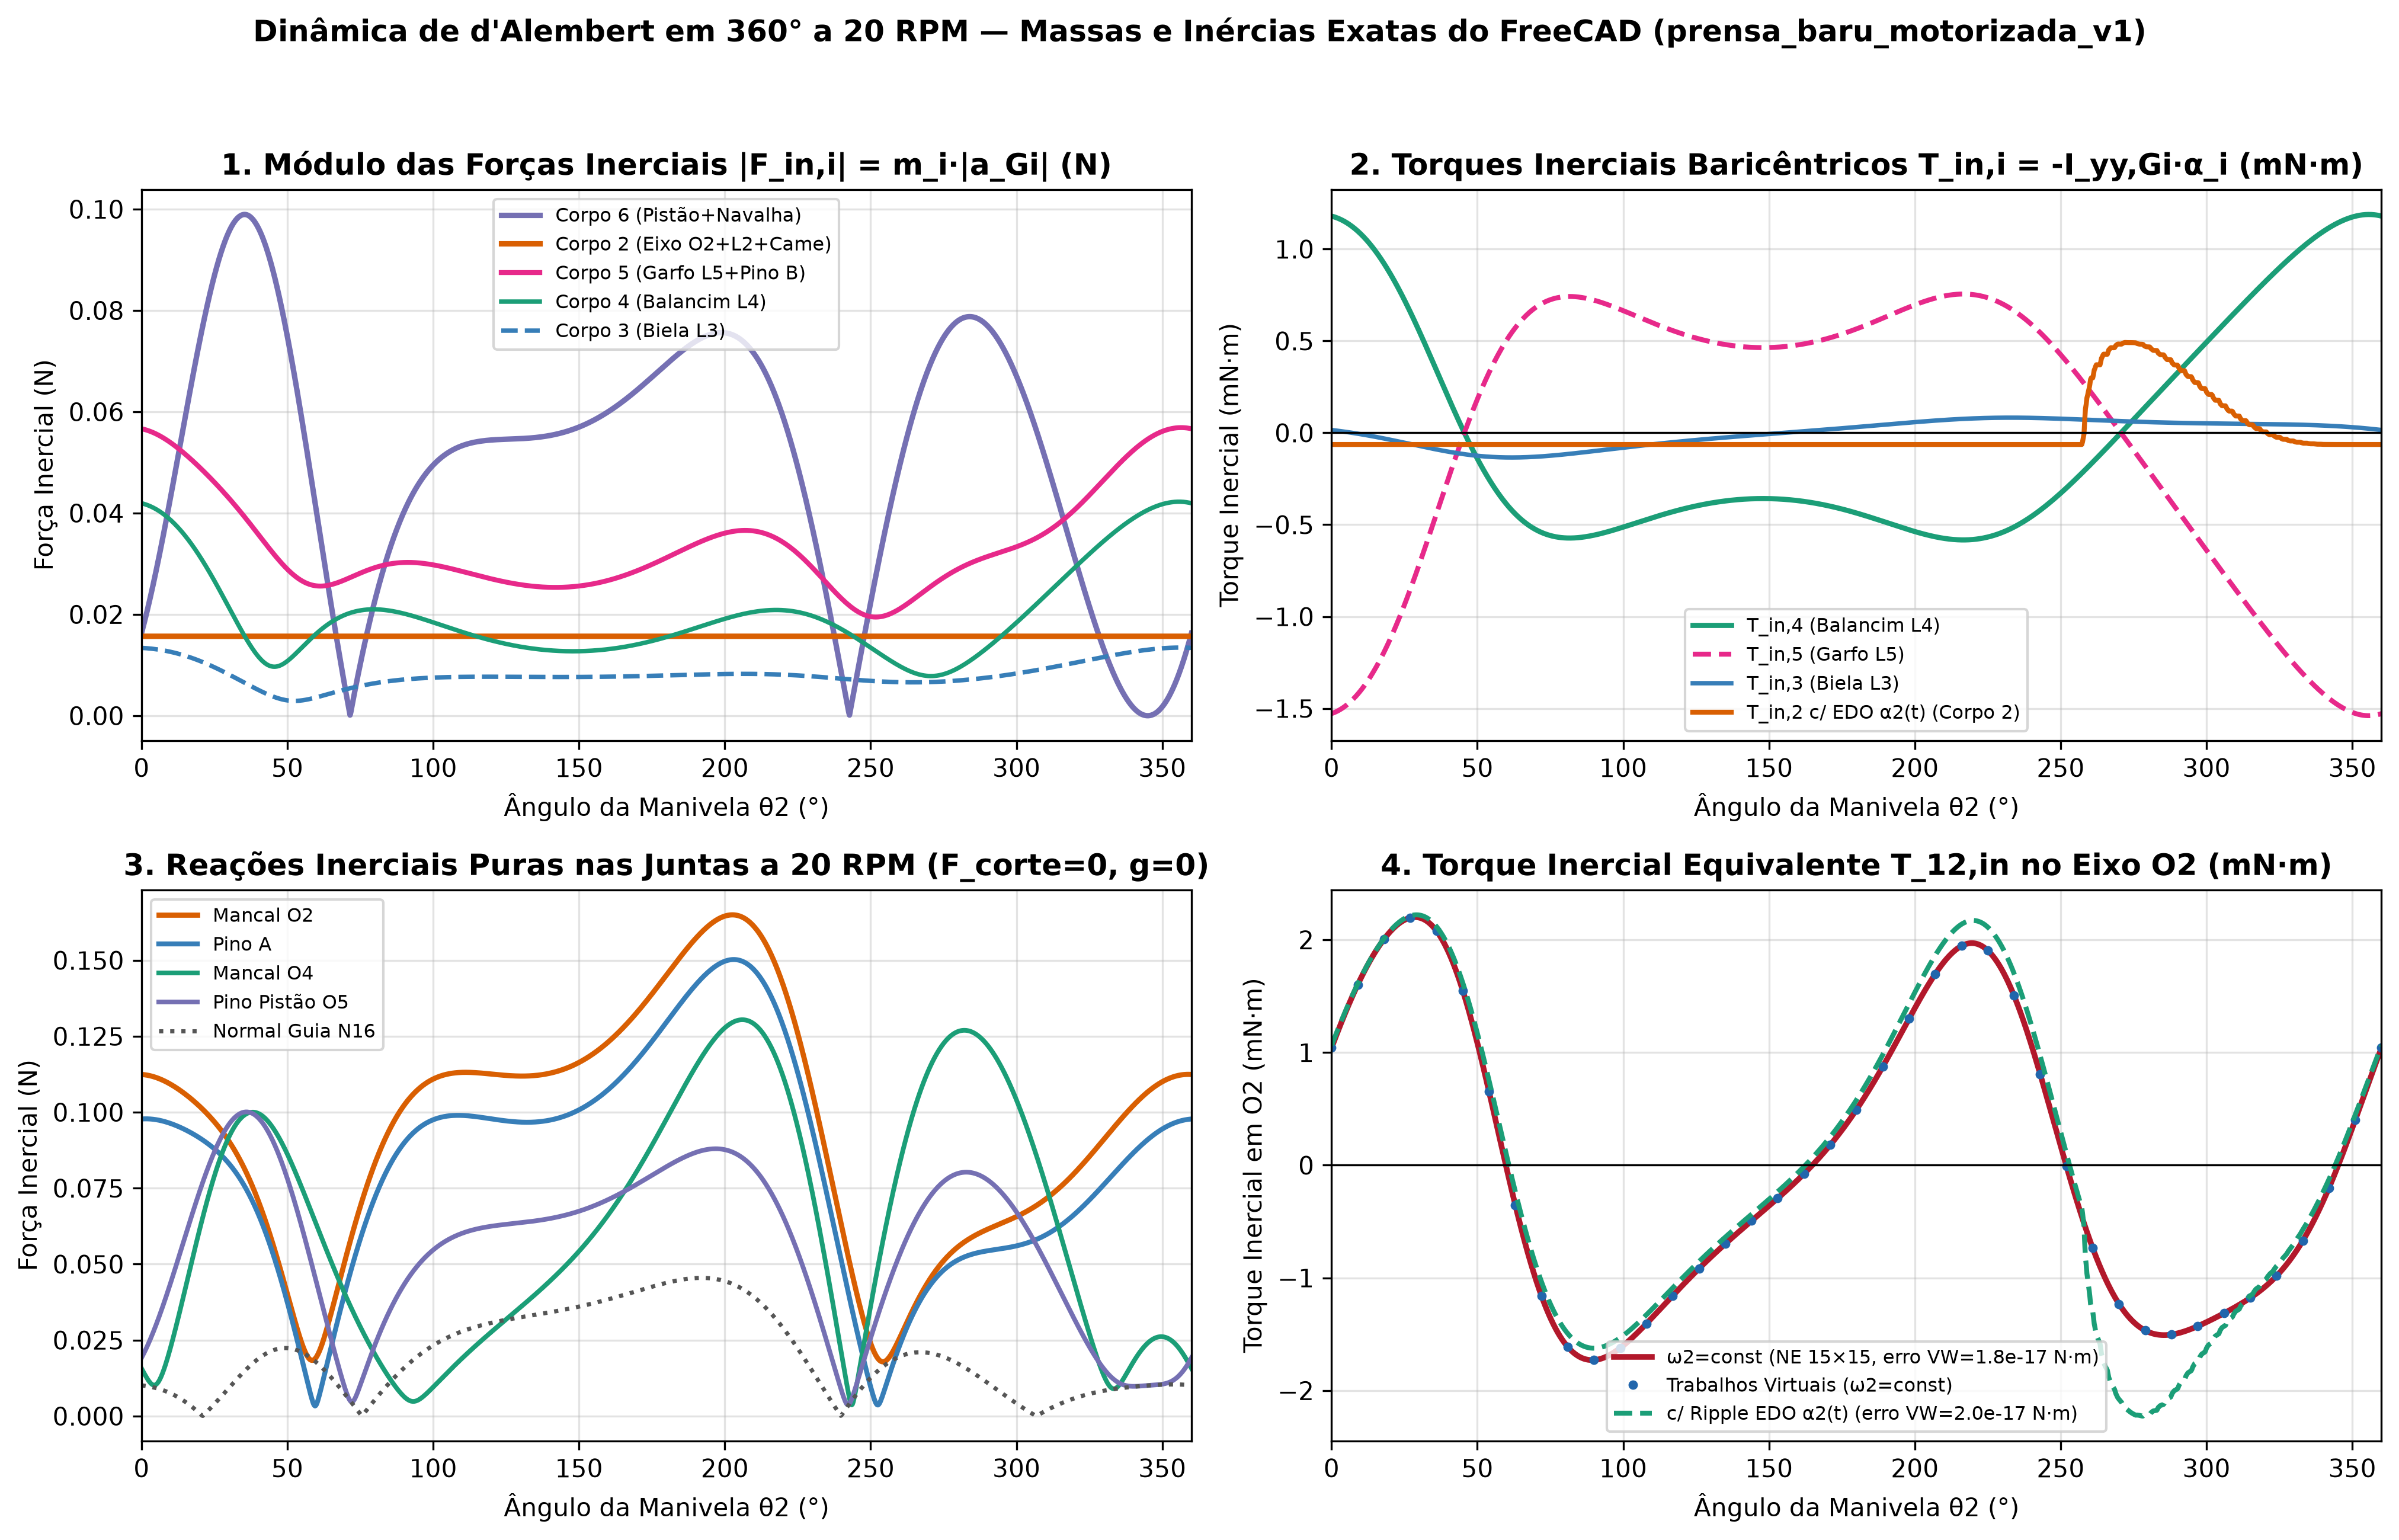 Dinâmica de d'Alembert em 360° a 20 RPM — Massas e Inércias Exatas do FreeCAD (prensa_baru_motorizada_v1)
1. Módulo das Forças Inerciais |F_in,i| = m_i·|a_Gi| (N)
Força Inercial (N)
0.10
0.08
0.06
0.04
0.02
0.00
Corpo 6 (Pistão+Navalha)
Corpo 2 (Eixo O2+L2+Came)
Corpo 5 (Garfo L5+Pino B)
Corpo 4 (Balancim L4)
Corpo 3 (Biela L3)
0 50 100 150 200 250 300 350
Ângulo da Manivela θ2 (°)
2. Torques Inerciais Baricêntricos T_in,i = -I_yy,Gi·α_i (mN·m)
Torque Inercial (mN·m)
1.0
0.5
0.0
−0.5
−1.0
−1.5
T_in,4 (Balancim L4)
T_in,5 (Garfo L5)
T_in,3 (Biela L3)
T_in,2 c/ EDO α2(t) (Corpo 2)
0 50 100 150 200 250 300 350
Ângulo da Manivela θ2 (°)
3. Reações Inerciais Puras nas Juntas a 20 RPM (F_corte=0, g=0)
Força Inercial (N)
0.150
0.125
0.100
0.075
0.050
0.025
0.000
Mancal O2
Pino A
Mancal O4
Pino Pistão O5
Normal Guia N16
0 50 100 150 200 250 300 350
Ângulo da Manivela θ2 (°)
4. Torque Inercial Equivalente T_12,in no Eixo O2 (mN·m)
Torque Inercial em O2 (mN·m)
2
1
0
−1
−2
ω2=const (NE 15×15, erro VW=1.8e-17 N·m)
Trabalhos Virtuais (ω2=const)
c/ Ripple EDO α2(t) (erro VW=2.0e-17 N·m)
0 50 100 150 200 250 300 350
Ângulo da Manivela θ2 (°)